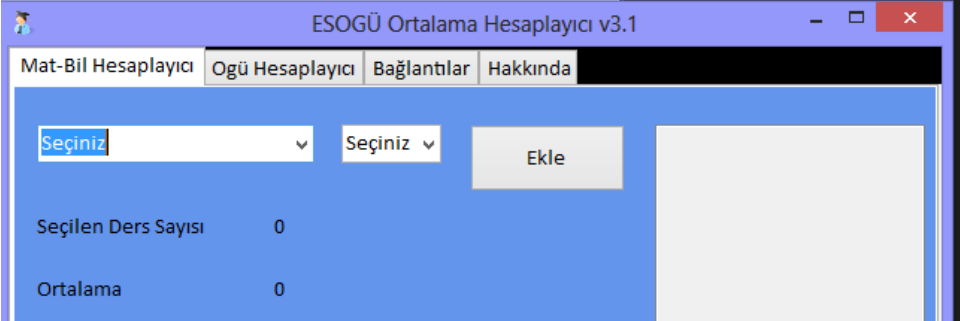 ESOGÜ Ortalama Hesaplayıcı v3.1
Mat-Bil Hesaplayıcı Ogü Hesaplayıcı Bağlantılar Hakkında
Seçiniz Seçiniz Ekle
Seçilen Ders Sayısı 0
Ortalama 0